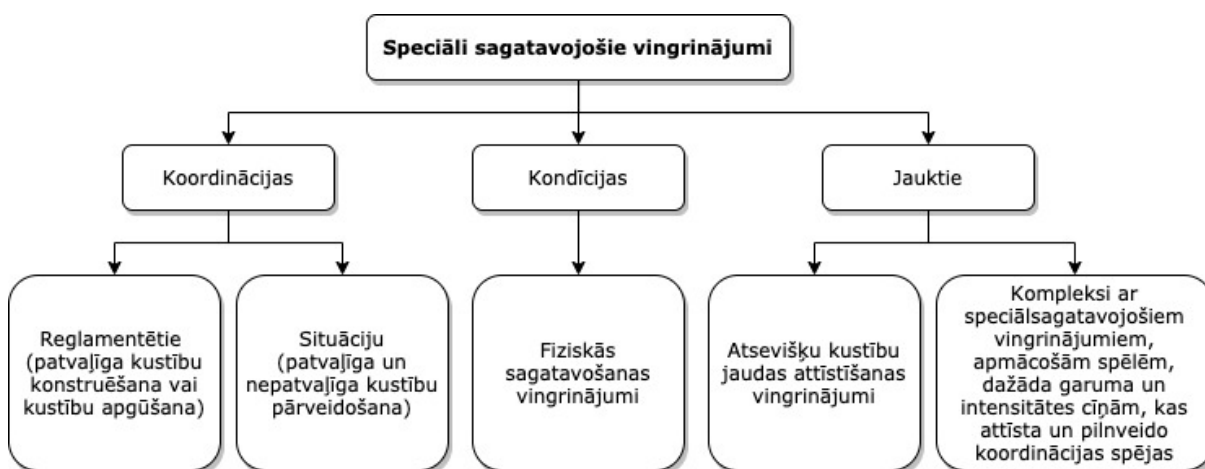 Speciāli sagatavojošie vingrinājumi
Koordinācijas
Kondīcijas
Jauktie
Reglamentētie
(patvaļīga kustību
konstruēšana vai
kustību apgūšana)
Situāciju
(patvaļīga un
nepatvaļīga kustību
pārveidošana)
Fiziskās
sagatavošanas
vingrinājumi
Atsevišķu kustību
jaudas attīstīšanas
vingrinājumi
Kompleksi ar
speciālsagatavojošiem
vingrinājumiem,
apmācošām spēlēm,
dažāda garuma un
intensitātes cīņām, kas
attīsta un pilnveido
koordinācijas spējas